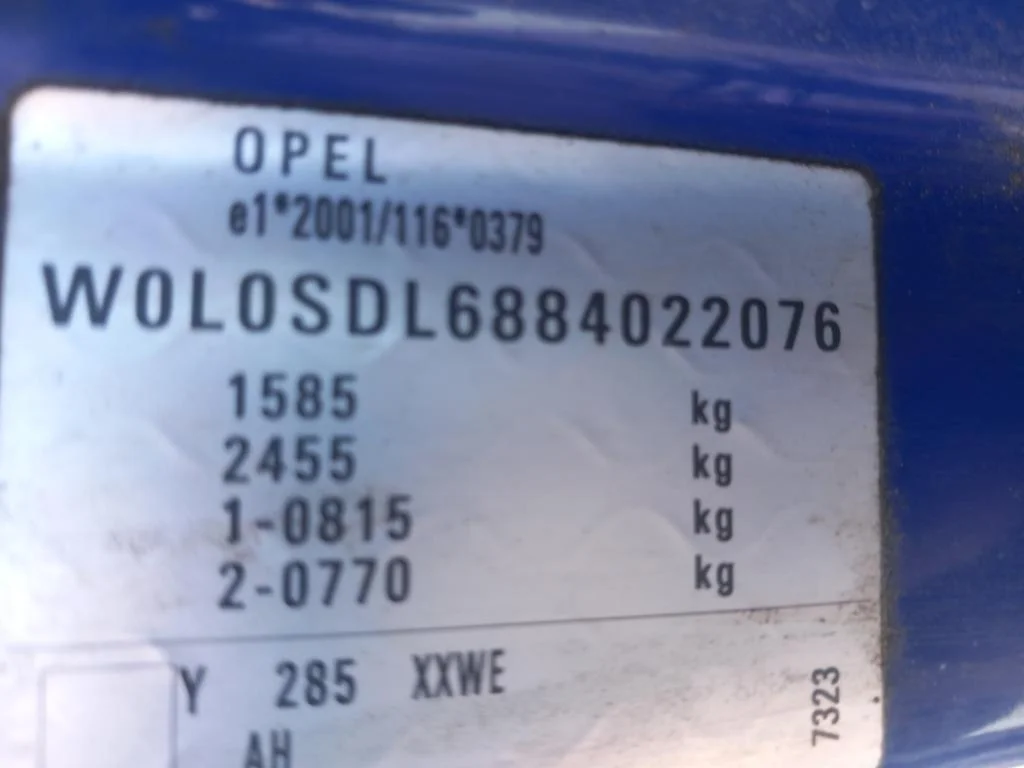 OPEL
e1*2001/116*0379
W0L0SDL6884022076
1585 kg
2455 kg
1-0815 kg
2-0770 kg
Y 285 XXWE
AH
7323